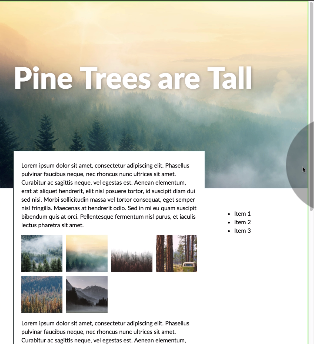 Pine Trees are Tall
Lorem ipsum dolor sit amet, consectetur adipiscing elit. Phasellus
pulvinar faucibus neque, nec rhoncus nunc ultrices sit amet.
Curabitur ac sagittis neque, vel egestas est. Aenean elementum,
erat at aliquet hendrerit, elit nisl posuere tortor, id suscipit diam dui
sed nisi. Morbi sollicitudin massa vel tortor consequat, eget semper
nisl fringilla. Maecenas at hendrerit odio. Sed in mi eu quam suscipit
bibendum quis at orci. Pellentesque fermentum nisl purus, et iaculis
lectus pharetra sit amet.
Item 1
Item 2
Item 3
Lorem ipsum dolor sit amet, consectetur adipiscing elit. Phasellus
pulvinar faucibus neque, nec rhoncus nunc ultrices sit amet.
Curabitur ac sagittis neque, vel egestas est. Aenean elementum,